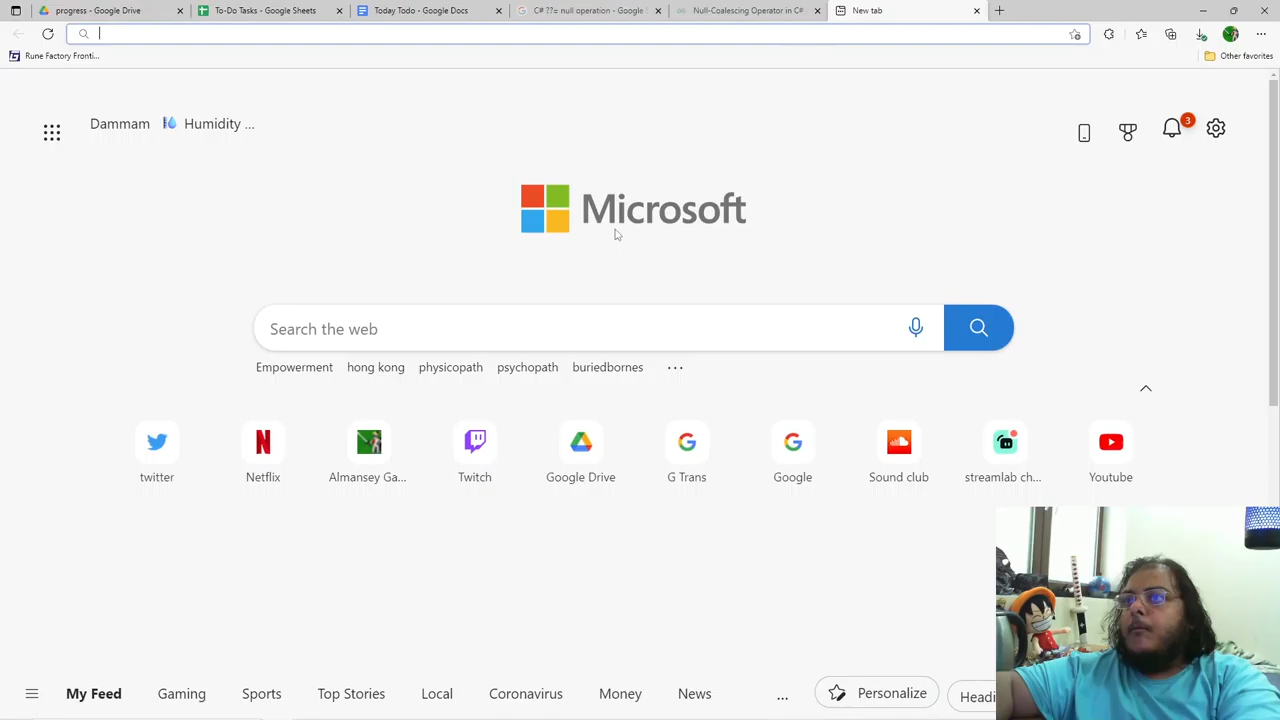 progress - Google Drive
To-Do Tasks - Google Sheets
Today Todo - Google Docs
C# ??= null operation - Google S
Null-Coalescing Operator in C#
New tab
Rune Factory Fronti...
Other favorites
Dammam
Humidity ...
3
Microsoft
Search the web
Empowerment
hong kong
physicopath
psychopath
buriedbornes
...
twitter
Netflix
Almansey Ga...
Twitch
Google Drive
G Trans
Google
Sound club
streamlab ch...
Youtube
My Feed
Gaming
Sports
Top Stories
Local
Coronavirus
Money
News
...
Personalize
Headi